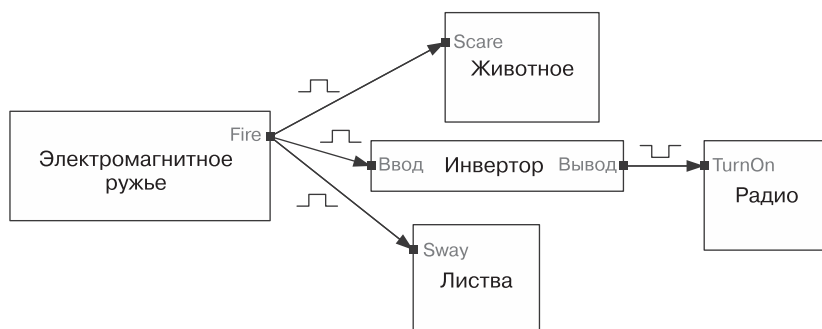 Scare
Животное
Fire
Электромагнитное
ружье
Ввод
Инвертор
Вывод
TurnOn
Радио
Sway
Листва